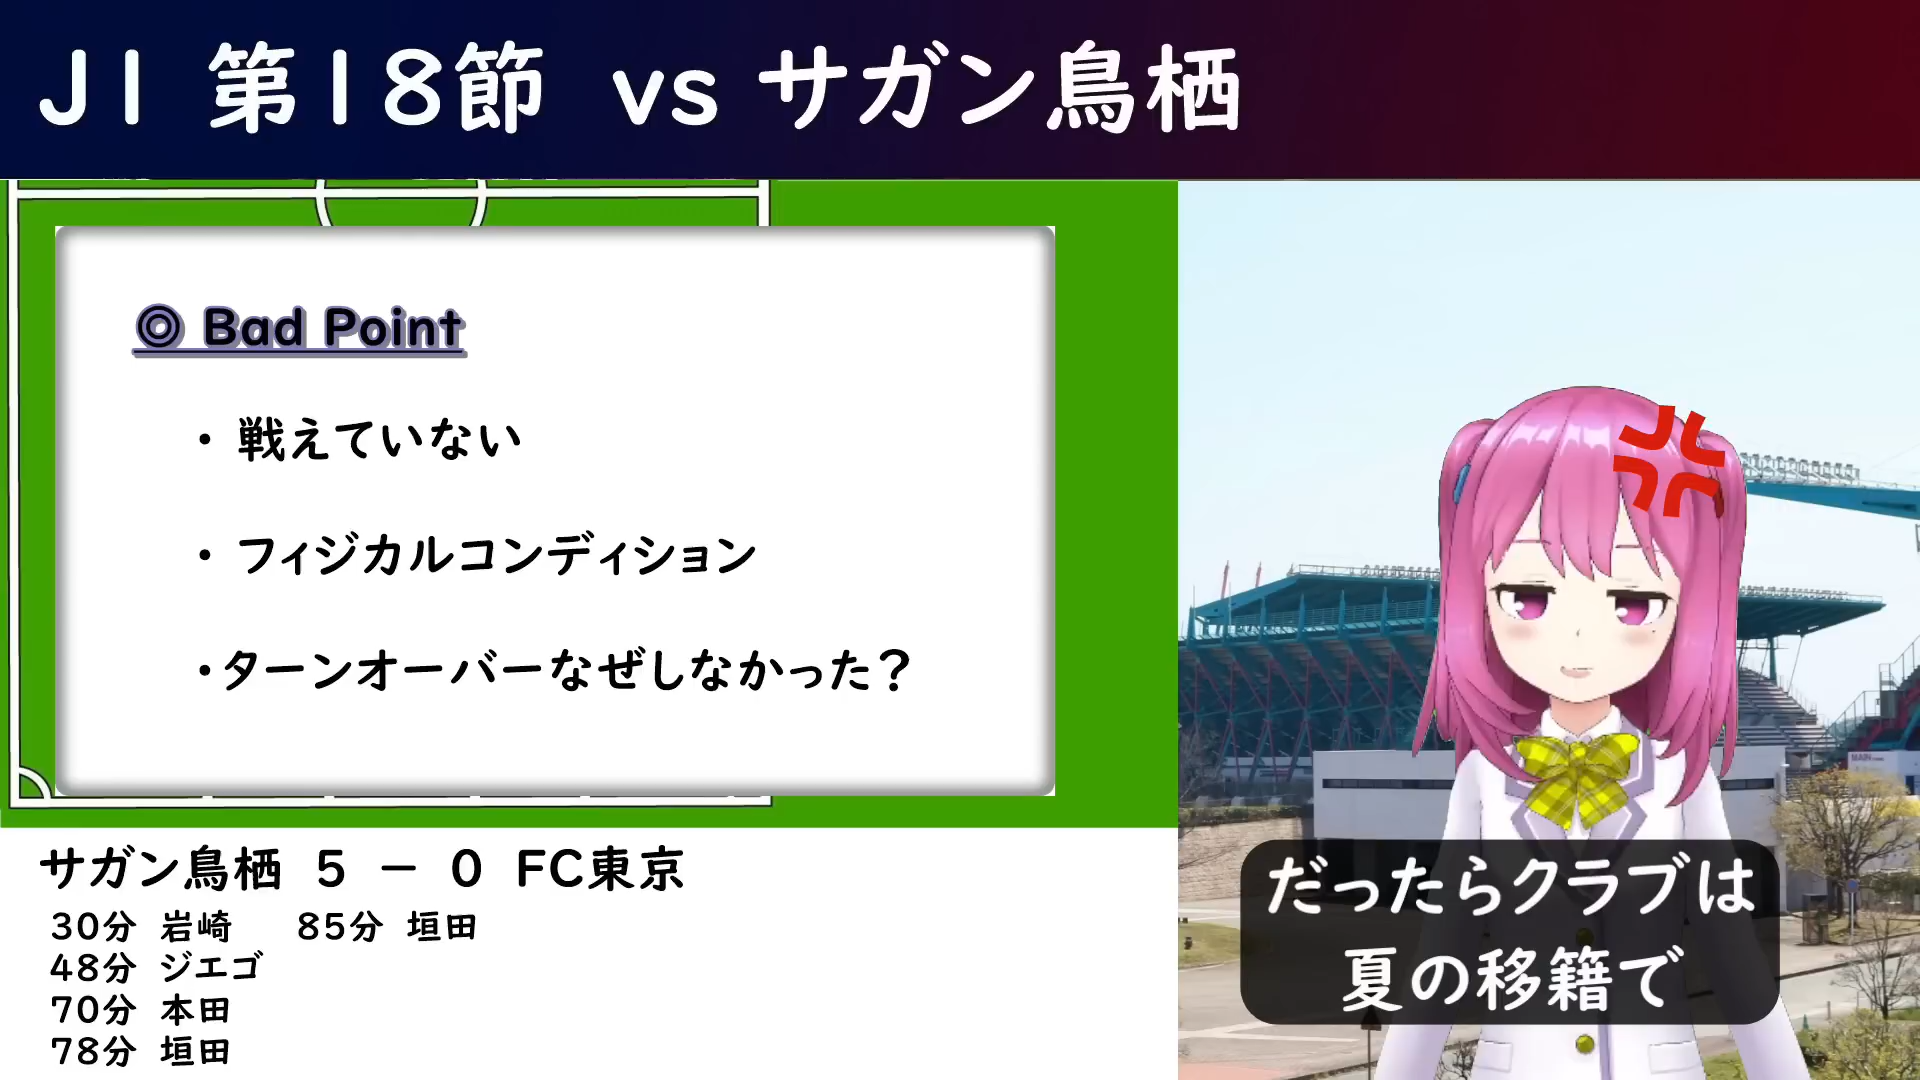 J1 第18節 vs サガン鳥栖
◎ Bad Point
・戦えていない
・フィジカルコンディション
・ターンオーバーなぜしなかった？
サガン鳥栖 5 － 0 FC東京
30分 岩崎 85分 垣田
48分 ジエゴ
70分 本田
78分 垣田
だったらクラブは
夏の移籍で